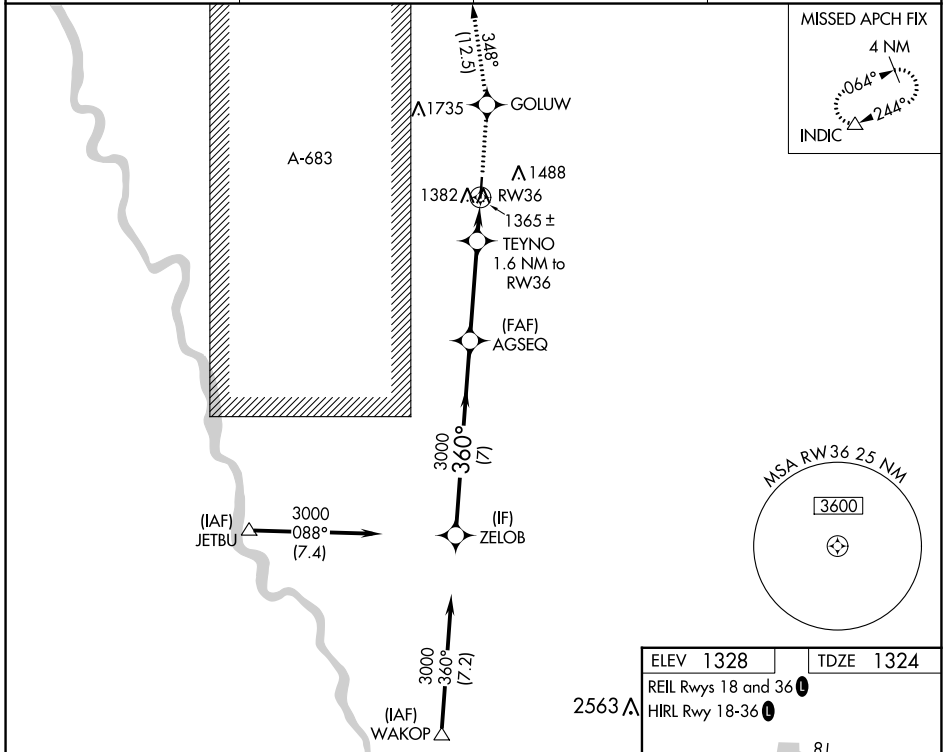 MISSED APCH FIX
4 NM
064°
244°
INDIC
348°
(12.5)
1735
GOLUW
A-683
1488
1382
RW36
1365 ±
TEYNO
1.6 NM to
RW36
(FAF)
AGSEQ
3000
360°
(7)
MSA RW36 25 NM
3600
(IAF)
JETBU
3000
088°
(7.4)
(IF)
ZELOB
3000
360°
(7.2)
(IAF)
WAKOP
2563
ELEV 1328
TDZE 1324
REIL Rwys 18 and 36 L
HIRL Rwy 18-36 L